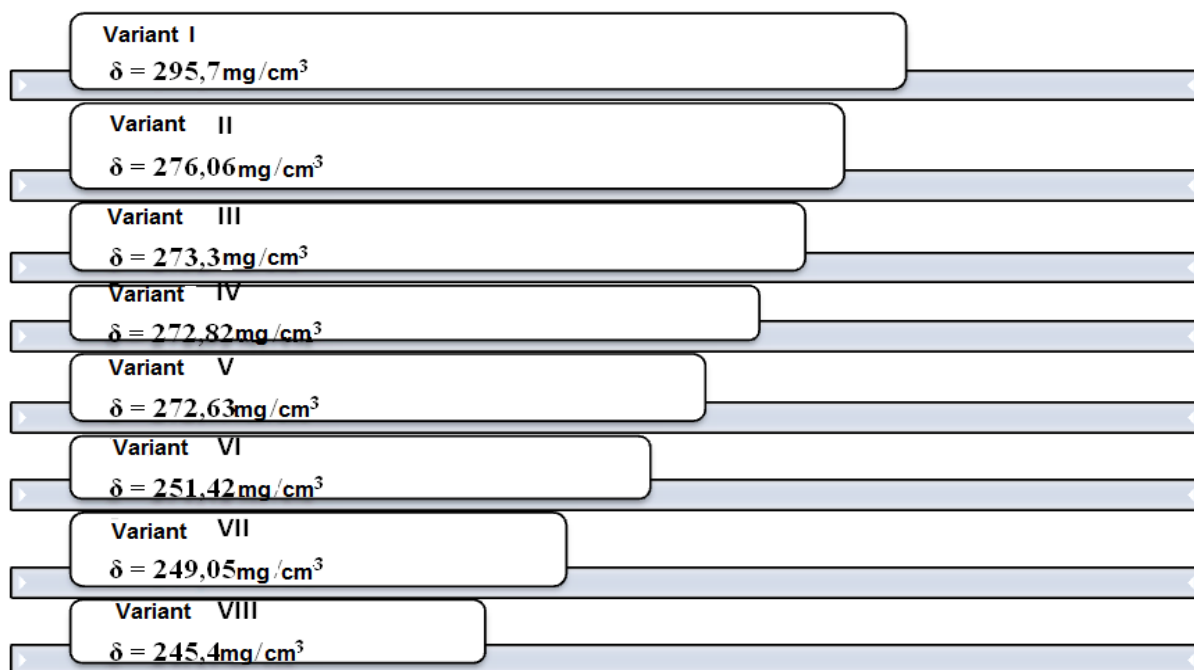 Variant I
δ = 295,7mg/cm³
Variant II
δ = 276,06mg/cm³
Variant III
δ = 273,3mg/cm³
Variant IV
δ = 272,82mg/cm³
Variant V
δ = 272,63mg/cm³
Variant VI
δ = 251,42mg/cm³
Variant VII
δ = 249,05mg/cm³
Variant VIII
δ = 245,4mg/cm³